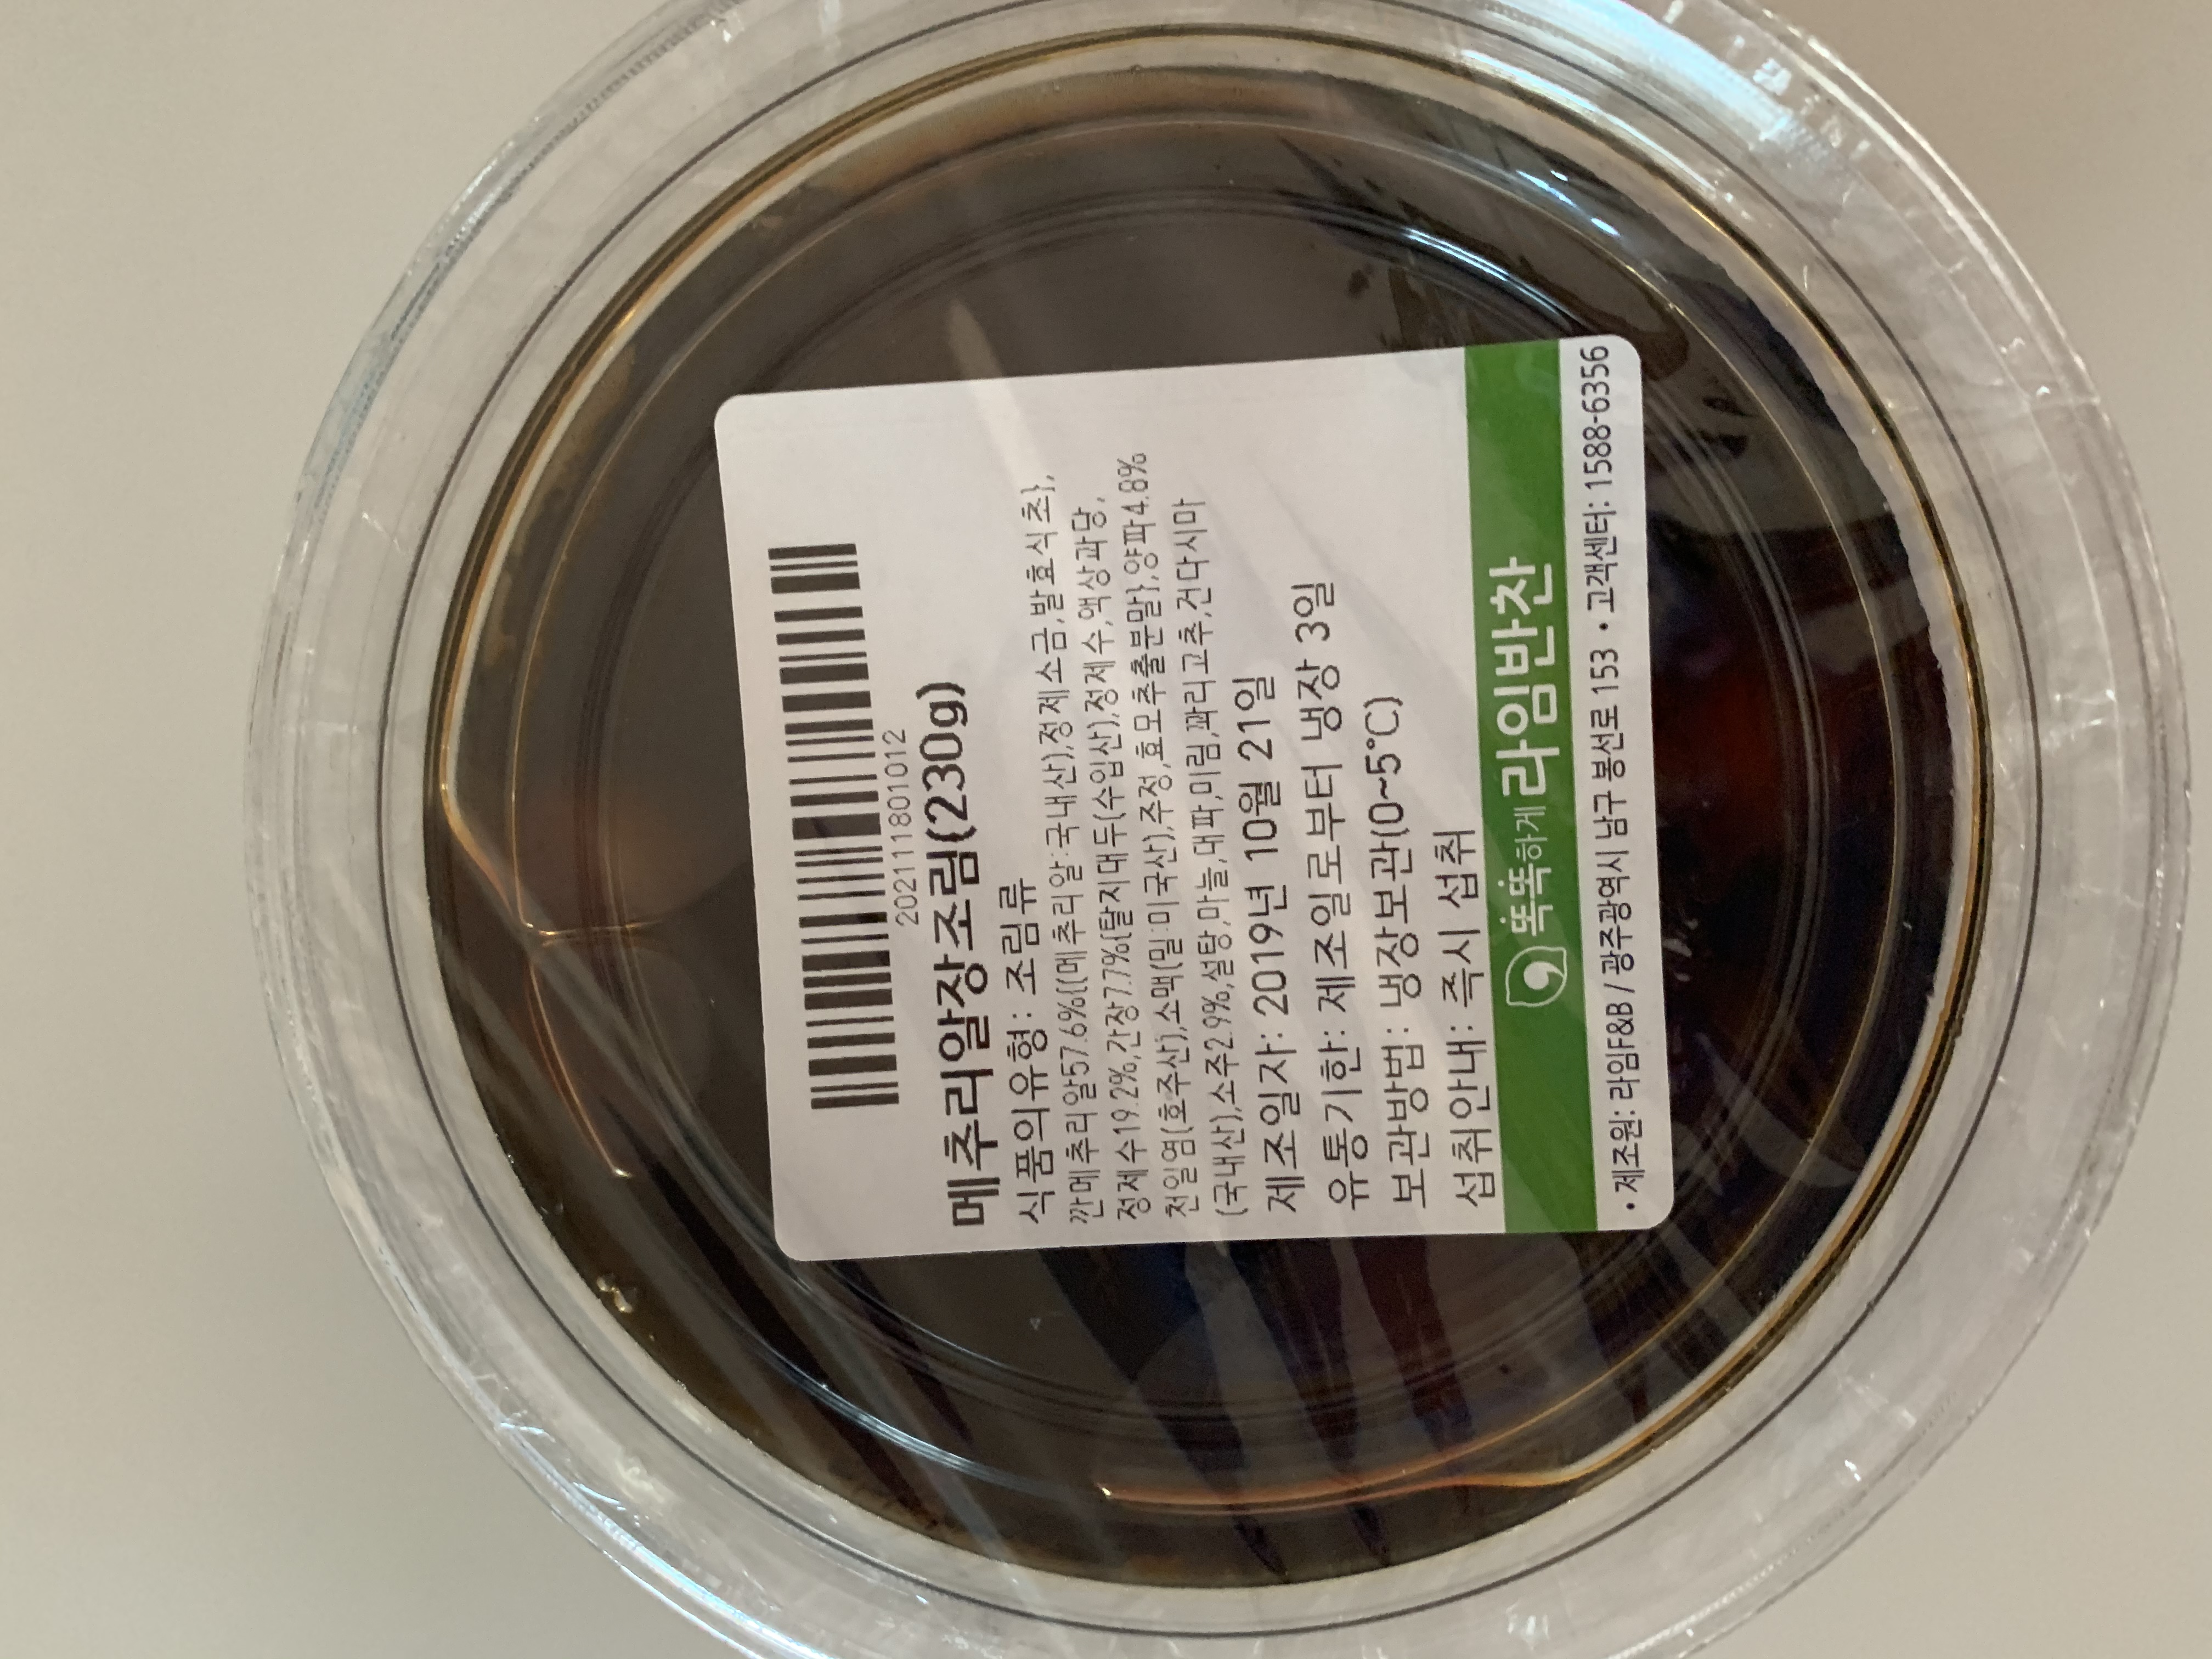 2021118010​12
메추리알장조림(230g)
식품의유형: 조림류
깐메추리알57.6%{(메추리알:국내산),정제소금,발효식초},
정제수19.2%,간장7.7%{탈지대두(수입산),정제수,액상과당,
천일염(호주산),소맥(밀:미국산),주정,효모추출분말},양파4.8%
(국내산),소주2.9%,설탕,마늘,대파,미림,꽈리고추,건다시마
제조일자: 2019년 10월 21일
유통기한: 제조일로부터 냉장 3일
보관방법: 냉장보관(0~5℃)
섭취안내: 즉시 섭취
똑똑하게 라임반찬
· 제조원: 라임F&B / 광주광역시 남구 봉선로 153 · 고객센터: 1588-6356